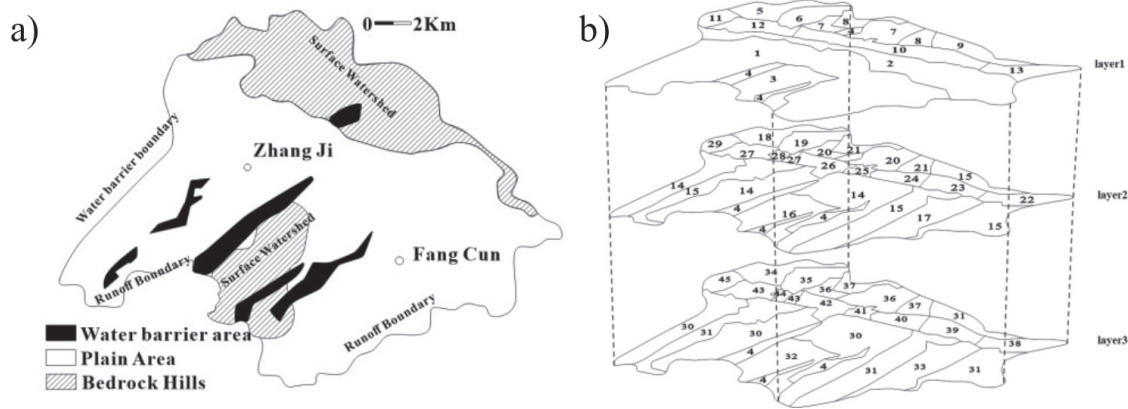 a)
0 2Km
Surface Watershed
Water barrier boundary
Zhang Ji
Surface Watershed
Fang Cun
Runoff Boundary
Runoff Boundary
Water barrier area
Plain Area
Bedrock Hills
b)
5
11 6 8
12 7 4 7 8 9
10
1 2 13 layer1
4 3
4
18
29 19 21
27 28 27 20 20 21 15
26 25 24 23
14 15 14 14 22 layer2
4 16 4 15 17 15
4
34
45 35 37
43 44 43 36 36 37 31
42 41 40 39
30 31 30 30 38 layer3
4 32 4 31 33 31
4